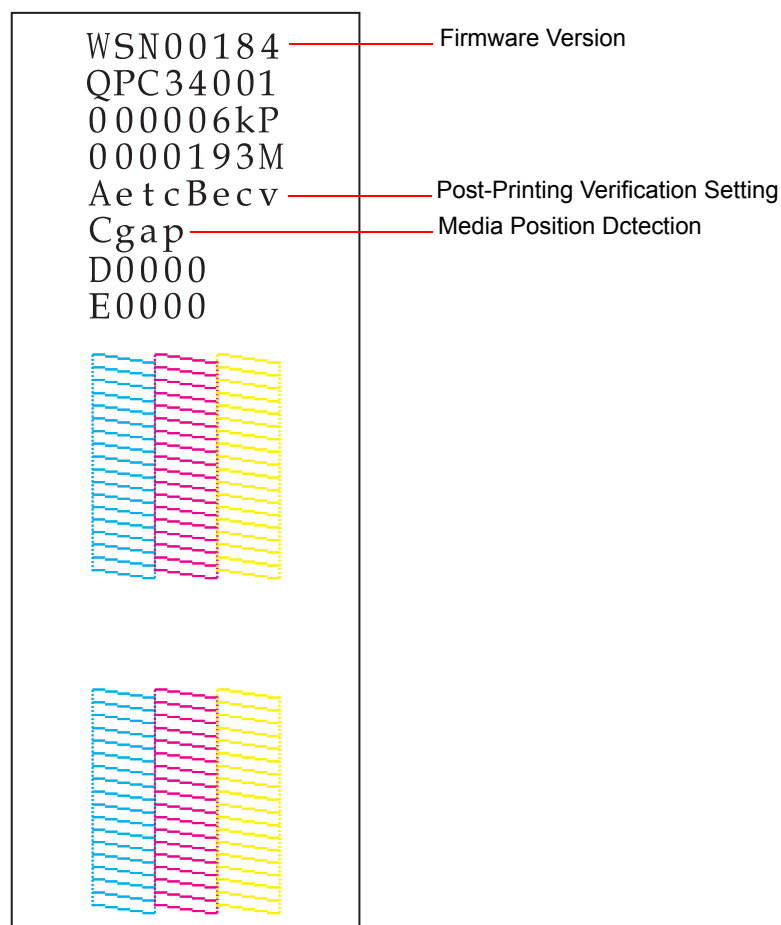 WSN00184 Firmware Version
QPC34001
000006kP
0000193M
AetcBecv Post-Printing Verification Setting
Cgap Media Position Dctection
D0000
E0000